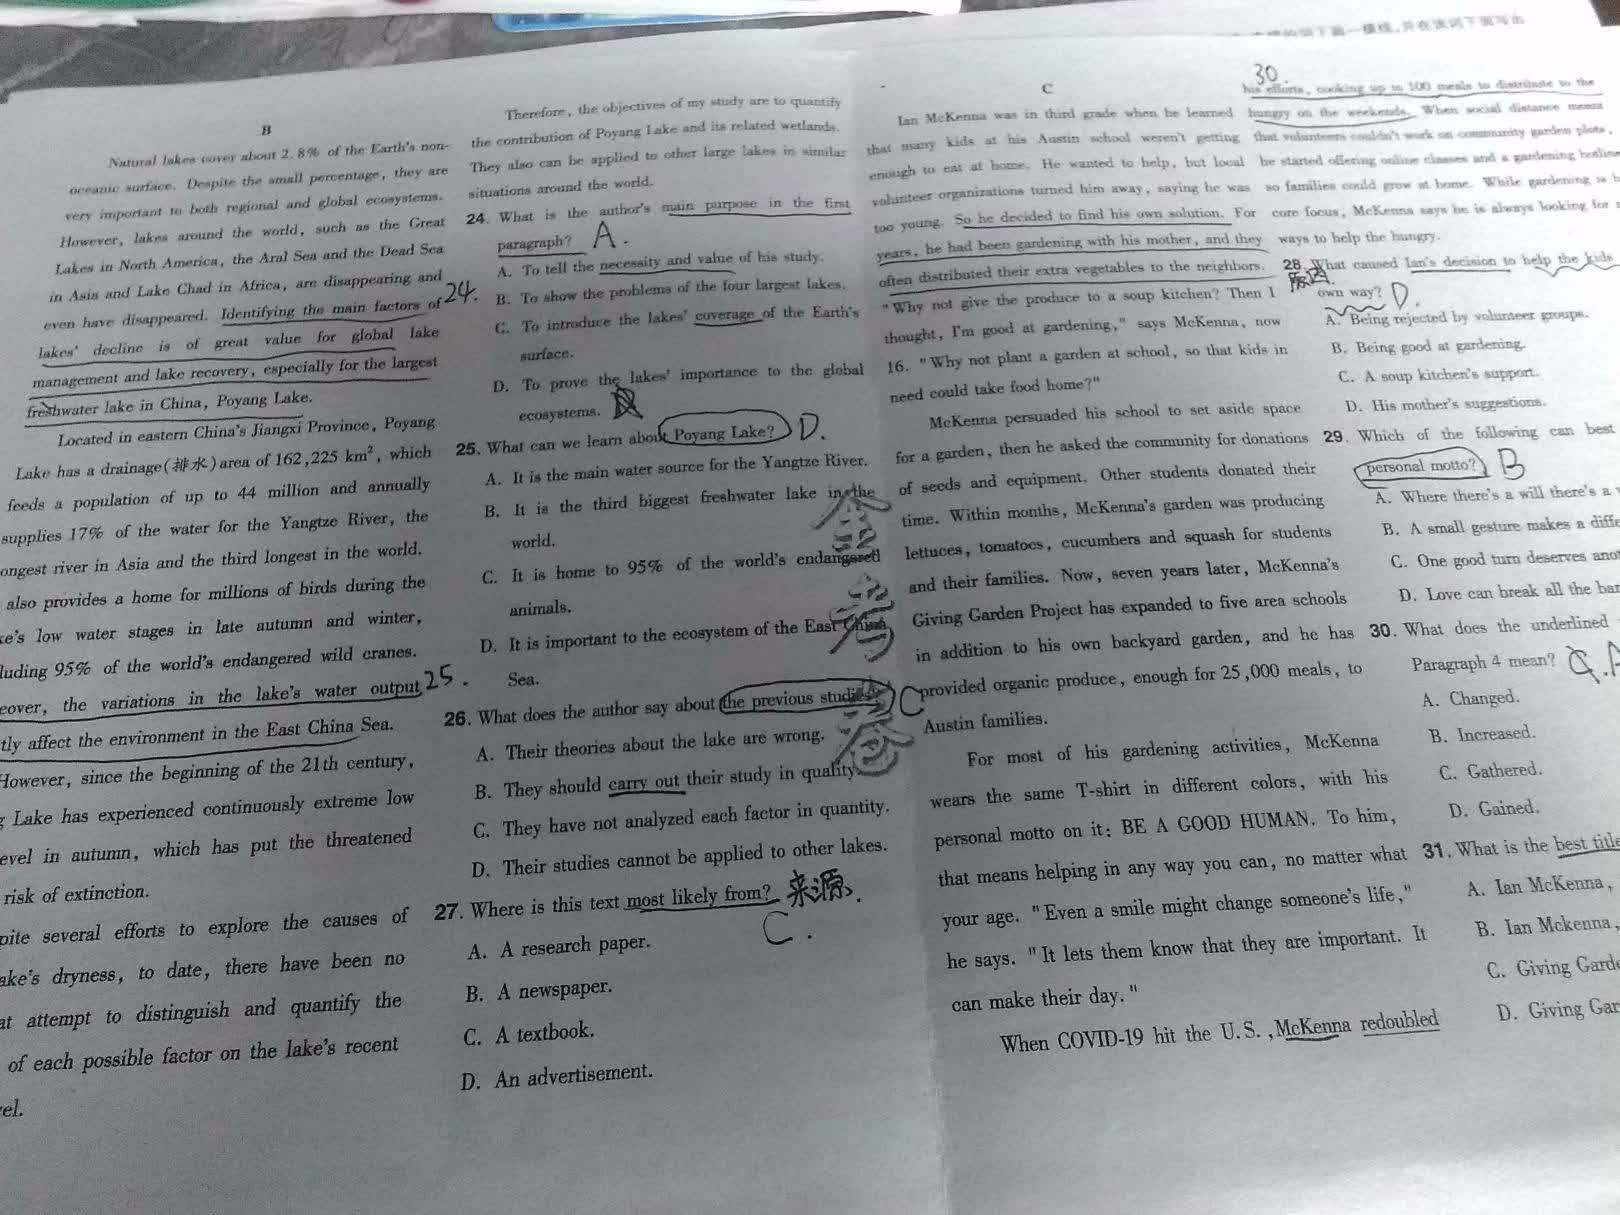 B
Natural lakes cover about 2.8% of the Earth's non-
oceanic surface. Despite the small percentage, they are
very important to both regional and global ecosystems.
However, lakes around the world, such as the Great
Lakes in North America, the Aral Sea and the Dead Sea
in Asia and Lake Chad in Africa, are disappearing and
even have disappeared. Identifying the main factors of 24.
lakes' decline is of great value for global lake
management and lake recovery, especially for the largest
freshwater lake in China, Poyang Lake.
Located in eastern China's Jiangxi Province, Poyang
Lake has a drainage(排水)area of 162,225 km², which
feeds a population of up to 44 million and annually
supplies 17% of the water for the Yangtze River, the
ongest river in Asia and the third longest in the world.
also provides a home for millions of birds during the
ke's low water stages in late autumn and winter,
luding 95% of the world's endangered wild cranes.
eover, the variations in the lake's water output 25.
tly affect the environment in the East China Sea.
However, since the beginning of the 21th century,
g Lake has experienced continuously extreme low
evel in autumn, which has put the threatened
risk of extinction.
pite several efforts to explore the causes of
ake's dryness, to date, there have been no
at attempt to distinguish and quantify the
of each possible factor on the lake's recent
vel.
Therefore, the objectives of my study are to quantify
the contribution of Poyang Lake and its related wetlands.
They also can be applied to other large lakes in similar
situations around the world.
24. What is the author's main purpose in the first
paragraph? A.
A. To tell the necessity and value of his study.
B. To show the problems of the four largest lakes.
C. To introduce the lakes' coverage of the Earth's
surface.
D. To prove the lakes' importance to the global
ecosystems.
25. What can we learn about Poyang Lake? D.
A. It is the main water source for the Yangtze River.
B. It is the third biggest freshwater lake in the
world.
C. It is home to 95% of the world's endangered
animals.
D. It is important to the ecosystem of the East China
Sea.
26. What does the author say about the previous studies? C
A. Their theories about the lake are wrong.
B. They should carry out their study in quality.
C. They have not analyzed each factor in quantity.
D. Their studies cannot be applied to other lakes.
27. Where is this text most likely from? 来源.
C.
A. A research paper.
B. A newspaper.
C. A textbook.
D. An advertisement.
C
Ian McKenna was in third grade when he learned
that many kids at his Austin school weren't getting
enough to eat at home. He wanted to help, but local
volunteer organizations turned him away, saying he was
too young. So he decided to find his own solution. For
years, he had been gardening with his mother, and they
often distributed their extra vegetables to the neighbors.
"Why not give the produce to a soup kitchen? Then I
thought, I'm good at gardening," says McKenna, now
16. "Why not plant a garden at school, so that kids in
need could take food home?"
McKenna persuaded his school to set aside space
for a garden, then he asked the community for donations
of seeds and equipment. Other students donated their
time. Within months, McKenna's garden was producing
lettuces, tomatoes, cucumbers and squash for students
and their families. Now, seven years later, McKenna's
Giving Garden Project has expanded to five area schools
in addition to his own backyard garden, and he has
provided organic produce, enough for 25,000 meals, to
Austin families.
For most of his gardening activities, McKenna
wears the same T-shirt in different colors, with his
personal motto on it: BE A GOOD HUMAN. To him,
that means helping in any way you can, no matter what
your age. "Even a smile might change someone's life,"
he says. "It lets them know that they are important. It
can make their day."
When COVID-19 hit the U.S., McKenna redoubled
30.
his efforts, cooking up to 100 meals to distribute to the
hungry on the weekends. When social distance meant
that volunteers couldn't work on community garden plots,
he started offering online classes and a gardening hotline
so families could grow at home. While gardening is h
core focus, McKenna says he is always looking for
ways to help the hungry.
28. What caused Ian's decision to help the kids
原因. own way? D.
A. Being rejected by volunteer groups.
B. Being good at gardening.
C. A soup kitchen's support.
D. His mother's suggestions.
29. Which of the following can best
personal motto? B
A. Where there's a will there's a
B. A small gesture makes a diffe
C. One good turn deserves ano
D. Love can break all the bar
30. What does the underlined
Paragraph 4 mean?
A. Changed.
B. Increased.
C. Gathered.
D. Gained.
31. What is the best title
A. Ian McKenna,
B. Ian Mckenna,
C. Giving Garde
D. Giving Gar